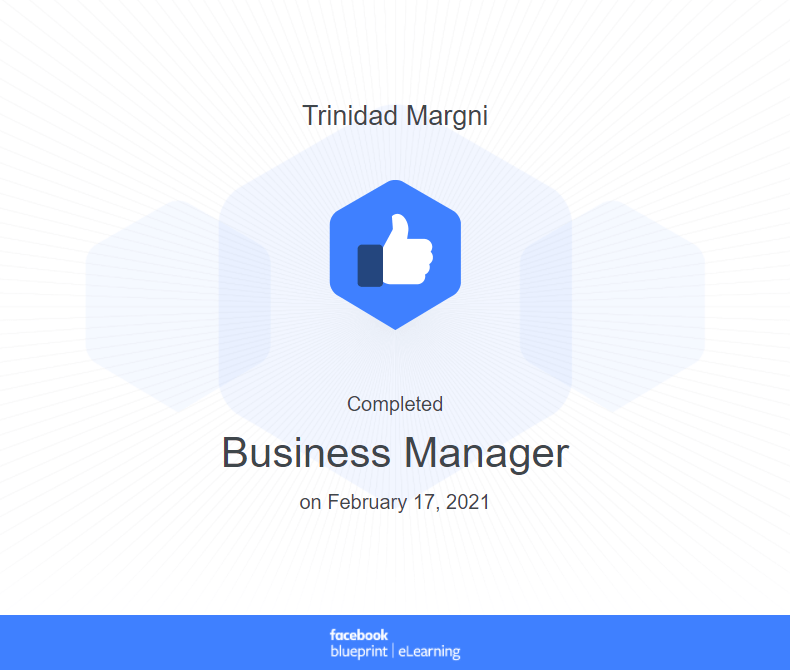 Trinidad Margni
Completed
Business Manager
on February 17, 2021
facebook
blueprint | eLearning